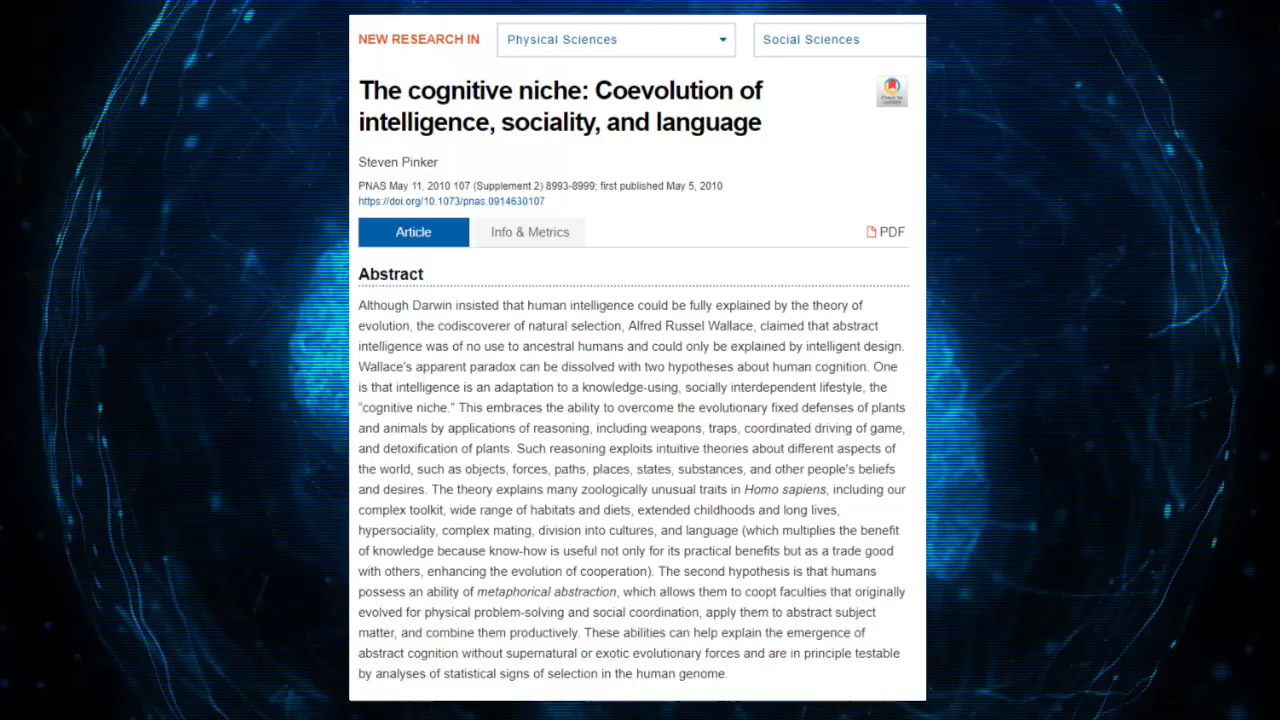 NEW RESEARCH IN Physical Sciences Social Sciences
The cognitive niche: Coevolution of
intelligence, sociality, and language
Check for
updates
Steven Pinker
PNAS May 11, 2010 107 (Supplement 2) 8993-8999; first published May 5, 2010
https://doi.org/10.1073/pnas.0914630107
Article Info & Metrics PDF
Abstract
Although Darwin insisted that human intelligence could be fully explained by the theory of
evolution, the codiscoverer of natural selection, Alfred Russel Wallace, claimed that abstract
intelligence was of no use to ancestral humans and could only be explained by intelligent design.
Wallace's apparent paradox can be dissolved with two hypotheses about human cognition. One
is that intelligence is an adaptation to a knowledge-using, socially interdependent lifestyle, the
“cognitive niche.” This embraces the ability to overcome the evolutionary fixed defenses of plants
and animals by applications of reasoning, including weapons, traps, coordinated driving of game,
and detoxification of plants. Such reasoning exploits intuitive theories about different aspects of
the world, such as objects, forces, paths, places, states, substances, and other people's beliefs
and desires. The theory explains many zoologically unusual traits in Homo sapiens, including our
complex toolkit, wide range of habitats and diets, extended childhoods and long lives,
hypersociality, complex mating, division into cultures, and language (which multiplies the benefit
of knowledge because know-how is useful not only for its practical benefits but as a trade good
with others, enhancing the evolution of cooperation). The second hypothesis is that humans
possess an ability of metaphorical abstraction, which allows them to coopt faculties that originally
evolved for physical problem-solving and social coordination, apply them to abstract subject
matter, and combine them productively. These abilities can help explain the emergence of
abstract cognition without supernatural or exotic evolutionary forces and are in principle testable
by analyses of statistical signs of selection in the human genome.